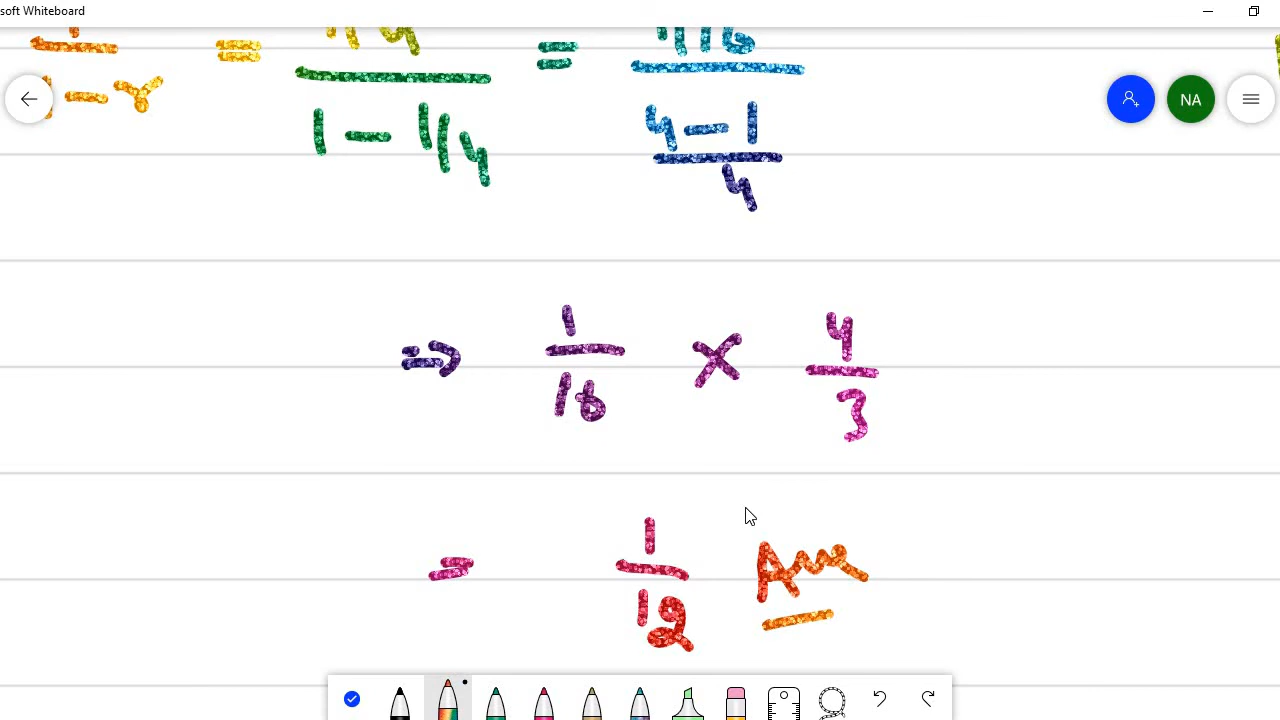 soft Whiteboard
= =
- r 1 - 1/4 4 - 1
4
NA
⇒ 1/16 × 4/3
= 1/12 Ans